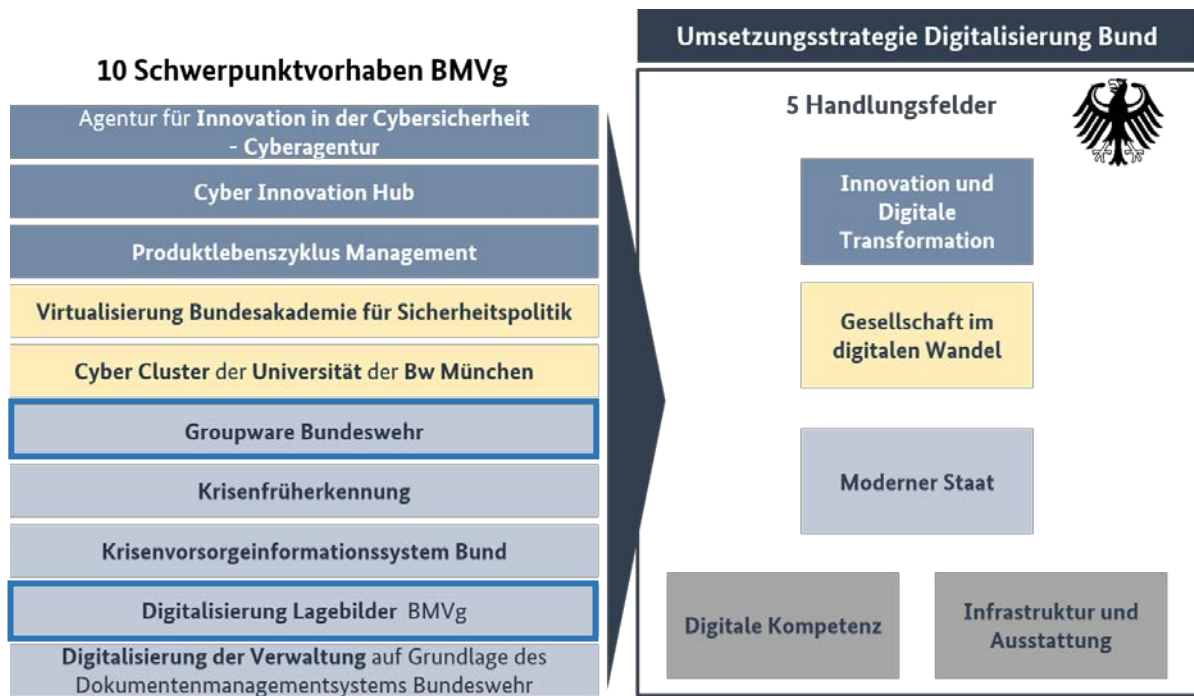 10 Schwerpunktvorhaben BMVg
Agentur für Innovation in der Cybersicherheit
- Cyberagentur
Cyber Innovation Hub
Produktlebenszyklus Management
Virtualisierung Bundesakademie für Sicherheitspolitik
Cyber Cluster der Universität der Bw München
Groupware Bundeswehr
Krisenfrüherkennung
Krisenvorsorgeinformationssystem Bund
Digitalisierung Lagebilder BMVg
Digitalisierung der Verwaltung auf Grundlage des
Dokumentenmanagementsystems Bundeswehr
Umsetzungsstrategie Digitalisierung Bund
5 Handlungsfelder
Innovation und
Digitale
Transformation
Gesellschaft im
digitalen Wandel
Moderner Staat
Digitale Kompetenz
Infrastruktur und
Ausstattung